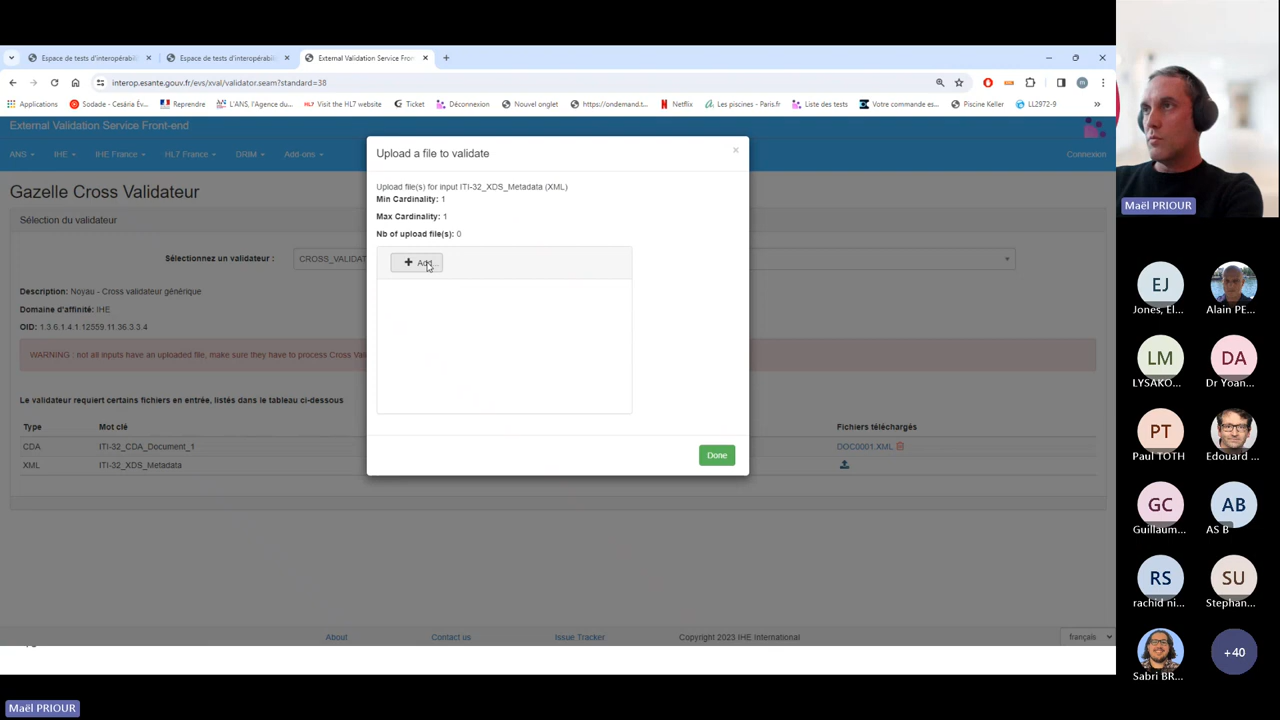 Espace de tests d'interopérabili
Espace de tests d'interopérabili
External Validation Service Fron
interop.esante.gouv.fr/evs/xval/validator.seam?standard=38
Applications
Sodade - Cesária Év...
Reprendre
L'ANS, l'Agence du...
Visit the HL7 website
Ticket
Déconnexion
Nouvel onglet
https://ondemand.t...
Netflix
Les piscines - Paris.fr
Liste des tests
Votre commande es...
Piscine Keller
LL2972-9
External Validation Service Front-end
ANS
IHE
IHE France
HL7 France
DRIM
Add-ons
Connexion
Gazelle Cross Validateur
Sélection du validateur
Sélectionnez un validateur :
CROSS_VALIDAT
Description: Noyau - Cross validateur générique
Domaine d'affinité: IHE
OID: 1.3.6.1.4.1.12559.11.36.3.3.4
WARNING : not all inputs have an uploaded file, make sure they have to process Cross Val
Le validateur requiert certains fichiers en entrée, listés dans le tableau ci-dessous
Type
Mot clé
Fichiers téléchargés
CDA
ITI-32_CDA_Document_1
DOC0001.XML
XML
ITI-32_XDS_Metadata
Upload a file to validate
×
Upload file(s) for input ITI-32_XDS_Metadata (XML)
Min Cardinality: 1
Max Cardinality: 1
Nb of upload file(s): 0
Add...
Done
About
Contact us
Issue Tracker
Copyright 2023 IHE International
français
Maël PRIOUR
EJ
Jones, El...
Alain PE...
LM
LYSAKO...
DA
Dr Yoan...
PT
Paul TOTH
Edouard ...
GC
Guillaum...
AB
AS B
RS
rachid ni...
SU
Stephan...
Sabri BR...
+40
Maël PRIOUR